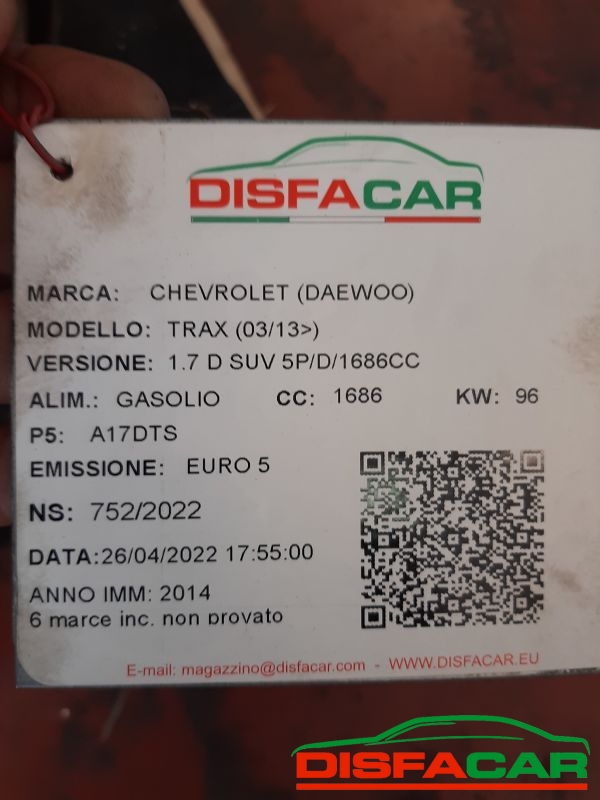 DISFACAR
MARCA: CHEVROLET (DAEWOO)
MODELLO: TRAX (03/13>)
VERSIONE: 1.7 D SUV 5P/D/1686CC
ALIM.: GASOLIO CC: 1686 KW: 96
P5: A17DTS
EMISSIONE: EURO 5
NS: 752/2022
DATA:26/04/2022 17:55:00
ANNO IMM: 2014
6 marce inc. non provato
E-mail: magazzino@disfacar.com - WWW.DISFACAR.EU
DISFACAR